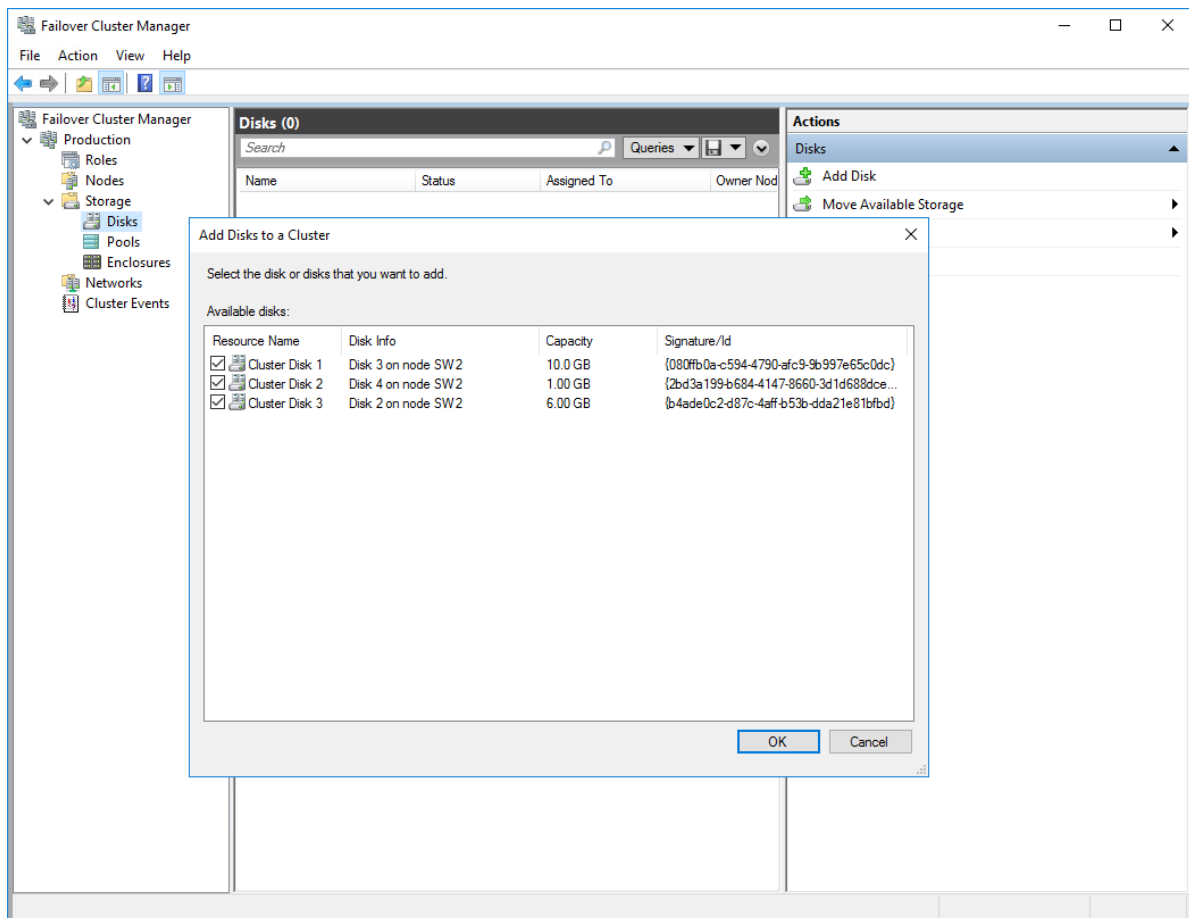 Failover Cluster Manager
File Action View Help
Failover Cluster Manager
Production
Roles
Nodes
Storage
Disks
Pools
Enclosures
Networks
Cluster Events
Disks (0)
Search
Queries
Name Status Assigned To Owner Nod
Actions
Disks
Add Disk
Move Available Storage
Add Disks to a Cluster
Select the disk or disks that you want to add.
Available disks:
Resource Name Disk Info Capacity Signature/Id
Cluster Disk 1 Disk 3 on node SW2 10.0 GB {080ffb0a-c594-4790-afc9-9b997e65c0dc}
Cluster Disk 2 Disk 4 on node SW2 1.00 GB {2bd3a199-b684-4147-8660-3d1d688dce...
Cluster Disk 3 Disk 2 on node SW2 6.00 GB {b4ade0c2-d87c-4aff-b53b-dda21e81bfbd}
OK Cancel